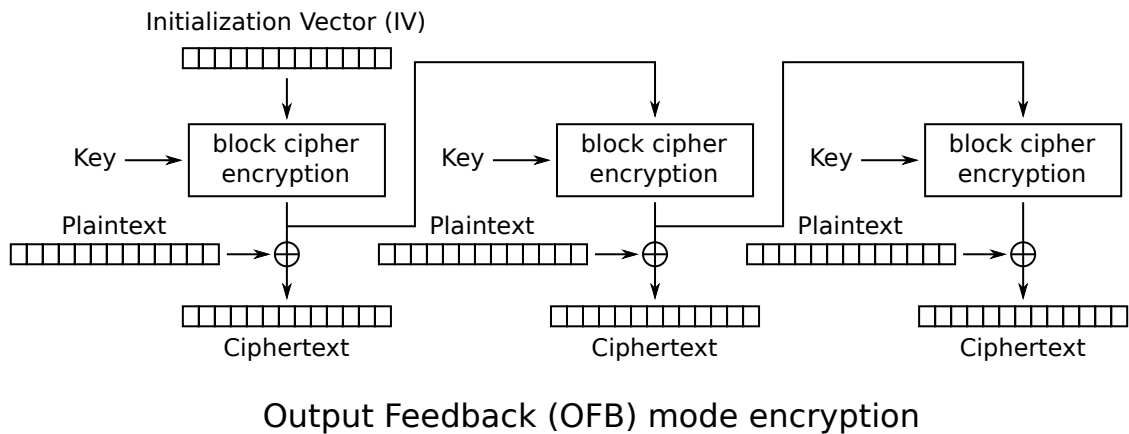 Initialization Vector (IV)
Key
block cipher
encryption
Plaintext
Ciphertext
Key
block cipher
encryption
Plaintext
Ciphertext
Key
block cipher
encryption
Plaintext
Ciphertext
Output Feedback (OFB) mode encryption